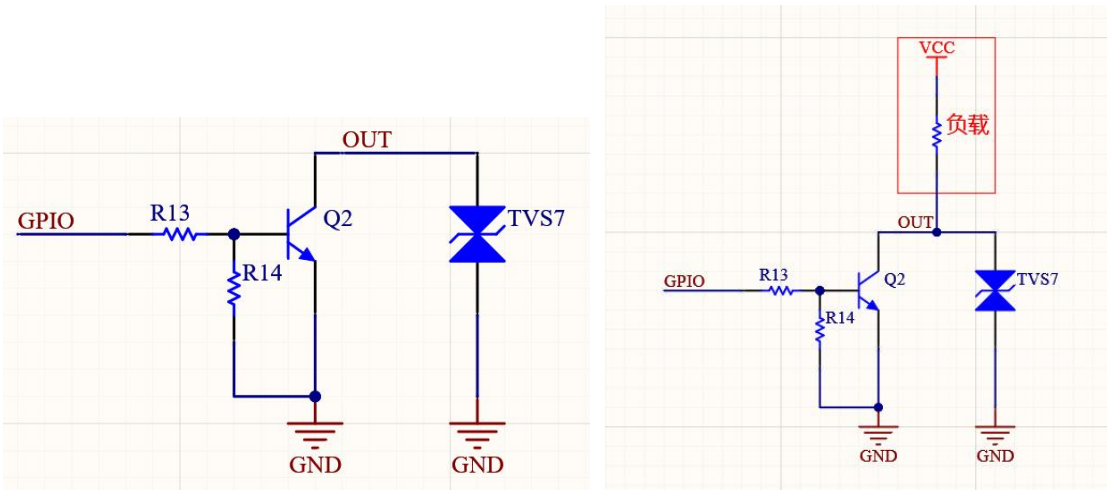 OUT
GPIO
R13
Q2
TVS7
R14
GND
GND
VCC
负载
OUT
GPIO
R13
Q2
TVS7
R14
GND
GND